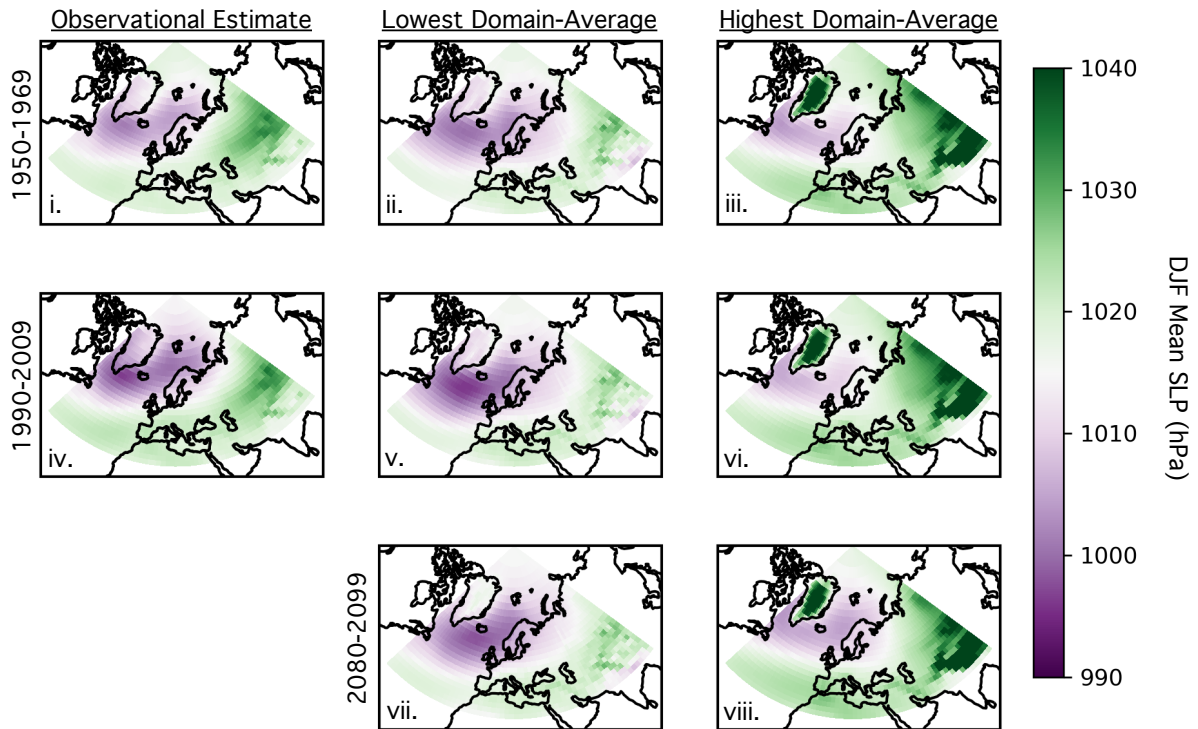 Observational Estimate
Lowest Domain-Average
Highest Domain-Average
1950-1969
i.
ii.
iii.
1990-2009
iv.
v.
vi.
2080-2099
vii.
viii.
1040
1030
1020
1010
1000
990
DJF Mean SLP (hPa)